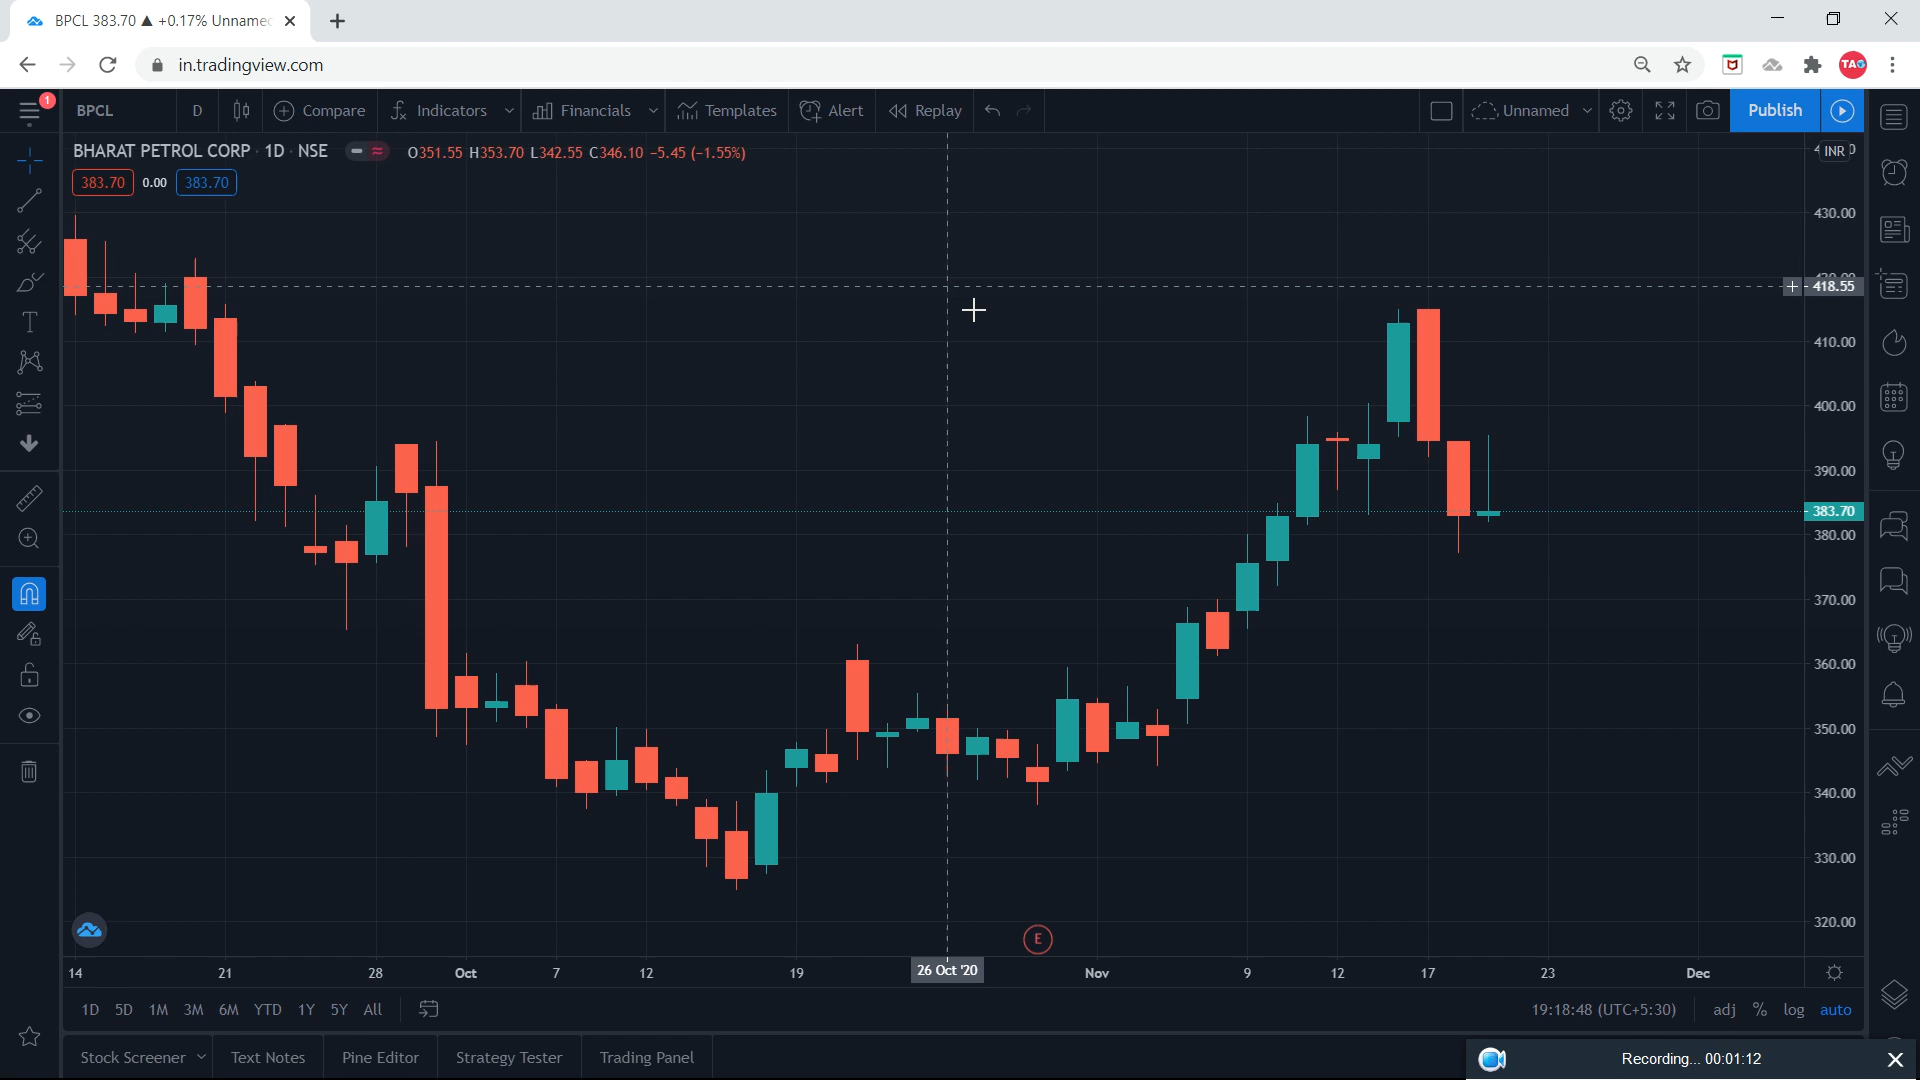 BPCL 383.70 ▲ +0.17% Unnamed
in.tradingview.com
TAG
1
BPCL D Compare Indicators Financials Templates Alert Replay Unnamed Publish
BHARAT PETROL CORP · 1D · NSE O351.55 H353.70 L342.55 C346.10 −5.45 (−1.55%)
INR
383.70 0.00 383.70
430.00
420.00
418.55
410.00
400.00
390.00
383.70
380.00
370.00
360.00
350.00
340.00
330.00
320.00
E
14 21 28 Oct 7 12 19 26 Oct '20 Nov 9 12 17 23 Dec
1D 5D 1M 3M 6M YTD 1Y 5Y All 19:18:48 (UTC+5:30) adj % log auto
Stock Screener Text Notes Pine Editor Strategy Tester Trading Panel
Recording... 00:01:12